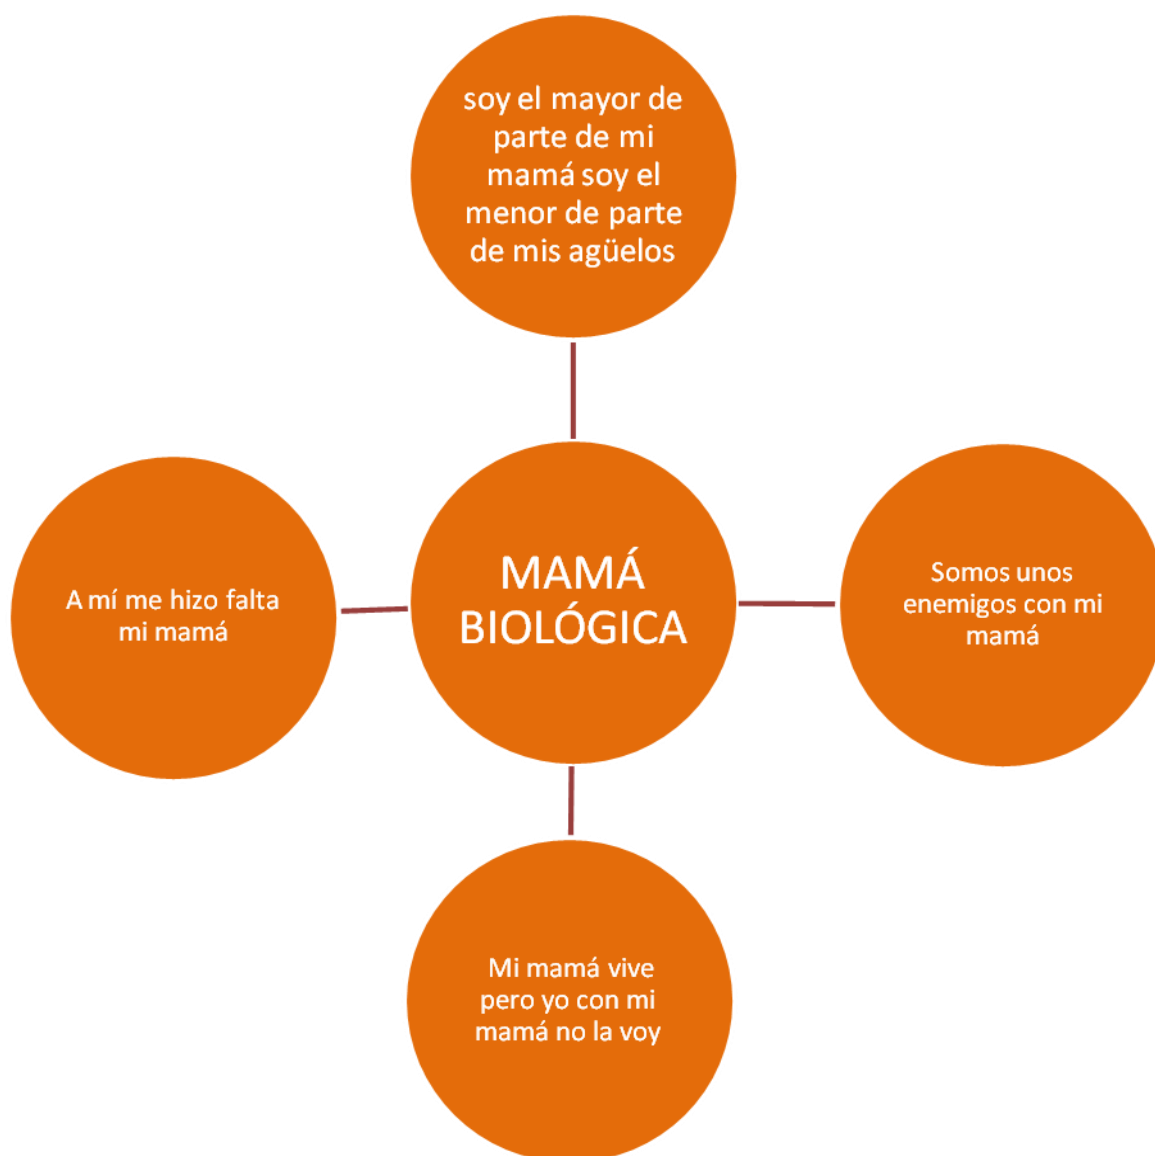 soy el mayor de
parte de mi
mamá soy el
menor de parte
de mis agüelos
A mí me hizo falta
mi mamá
MAMÁ
BIOLÓGICA
Somos unos
enemigos con mi
mamá
Mi mamá vive
pero yo con mi
mamá no la voy